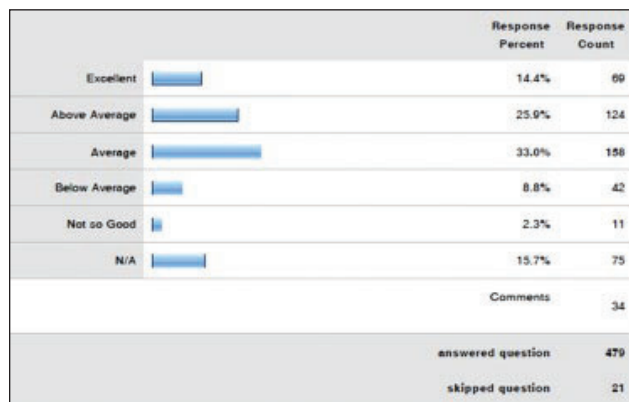 Response Percent Response Count
Excellent 14.4% 69
Above Average 25.9% 124
Average 33.0% 158
Below Average 8.8% 42
Not so Good 2.3% 11
N/A 15.7% 75
Comments 34
answered question 479
skipped question 21